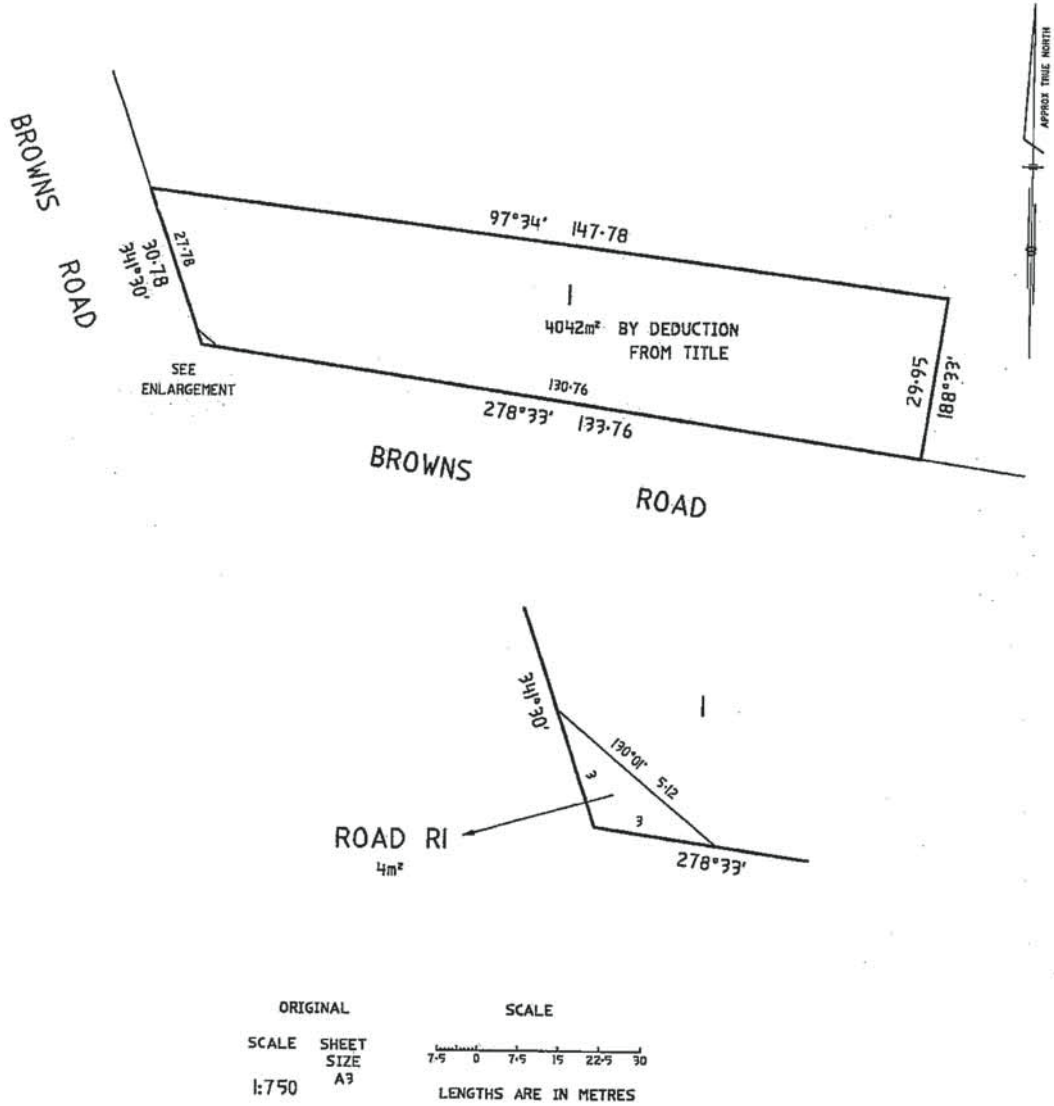 APPROX TRUE NORTH
BROWNS ROAD
97°34' 147·78
27·78
30·78
341°30'
1
4042m² BY DEDUCTION
FROM TITLE
29·95
188°33'
SEE
ENLARGEMENT
130·76
278°33' 133·76
BROWNS ROAD
341°30'
1
130°01' 5·12
3
3
ROAD R1
4m²
278°33'
ORIGINAL
SCALE SHEET SIZE
1:750 A3
SCALE
7·5 0 7·5 15 22·5 30
LENGTHS ARE IN METRES